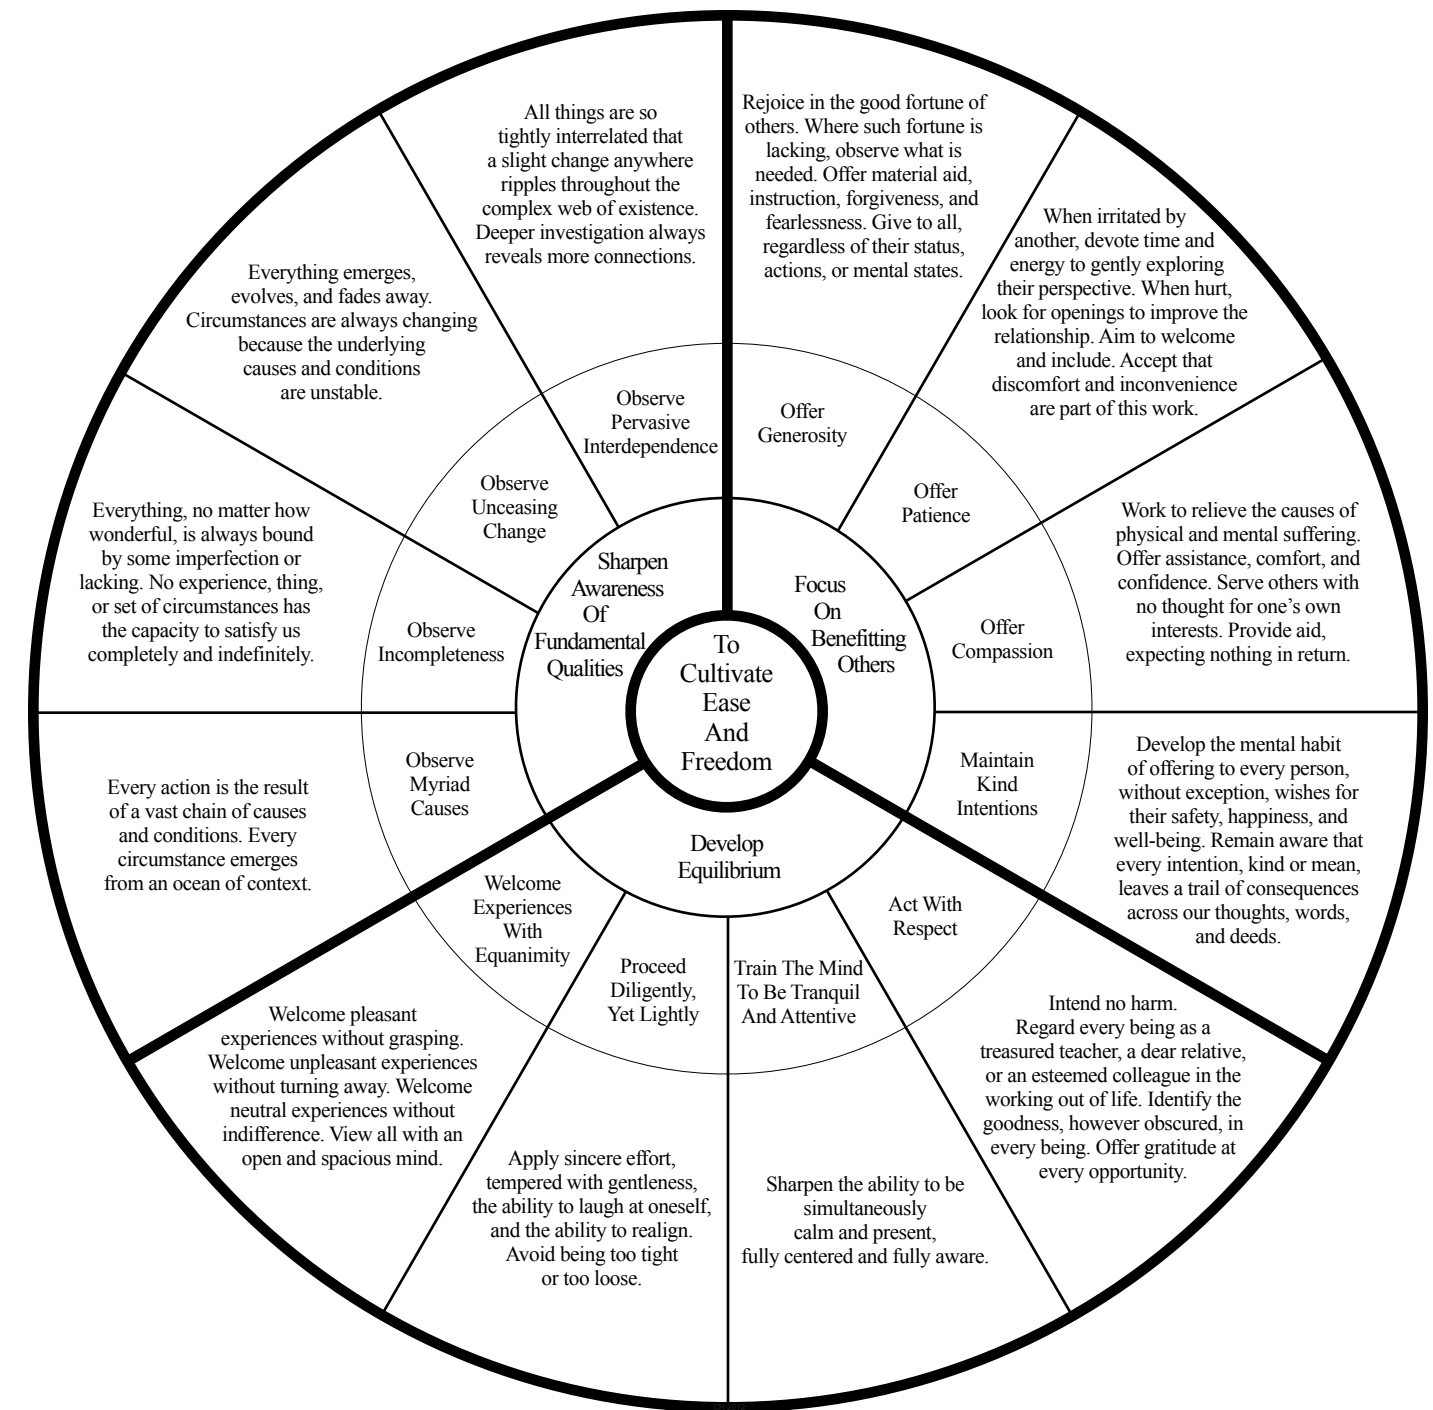 To
Cultivate
Ease
And
Freedom
Focus
On
Benefitting
Others
Offer
Generosity
Rejoice in the good fortune of
others. Where such fortune is
lacking, observe what is
needed. Offer material aid,
instruction, forgiveness, and
fearlessness. Give to all,
regardless of their status,
actions, or mental states.
Offer
Patience
When irritated by
another, devote time and
energy to gently exploring
their perspective. When hurt,
look for openings to improve the
relationship. Aim to welcome
and include. Accept that
discomfort and inconvenience
are part of this work.
Offer
Compassion
Work to relieve the causes of
physical and mental suffering.
Offer assistance, comfort, and
confidence. Serve others with
no thought for one’s own
interests. Provide aid,
expecting nothing in return.
Maintain
Kind
Intentions
Develop the mental habit
of offering to every person,
without exception, wishes for
their safety, happiness, and
well-being. Remain aware that
every intention, kind or mean,
leaves a trail of consequences
across our thoughts, words,
and deeds.
Develop
Equilibrium
Act With
Respect
Intend no harm.
Regard every being as a
treasured teacher, a dear relative,
or an esteemed colleague in the
working out of life. Identify the
goodness, however obscured, in
every being. Offer gratitude at
every opportunity.
Train The Mind
To Be Tranquil
And Attentive
Sharpen the ability to be
simultaneously
calm and present,
fully centered and fully aware.
Proceed
Diligently,
Yet Lightly
Apply sincere effort,
tempered with gentleness,
the ability to laugh at oneself,
and the ability to realign.
Avoid being too tight
or too loose.
Welcome
Experiences
With
Equanimity
Welcome pleasant
experiences without grasping.
Welcome unpleasant experiences
without turning away. Welcome
neutral experiences without
indifference. View all with an
open and spacious mind.
Sharpen
Awareness
Of
Fundamental
Qualities
Observe
Myriad
Causes
Every action is the result
of a vast chain of causes
and conditions. Every
circumstance emerges
from an ocean of context.
Observe
Incompleteness
Everything, no matter how
wonderful, is always bound
by some imperfection or
lacking. No experience, thing,
or set of circumstances has
the capacity to satisfy us
completely and indefinitely.
Observe
Unceasing
Change
Everything emerges,
evolves, and fades away.
Circumstances are always changing
because the underlying
causes and conditions
are unstable.
Observe
Pervasive
Interdependence
All things are so
tightly interrelated that
a slight change anywhere
ripples throughout the
complex web of existence.
Deeper investigation always
reveals more connections.